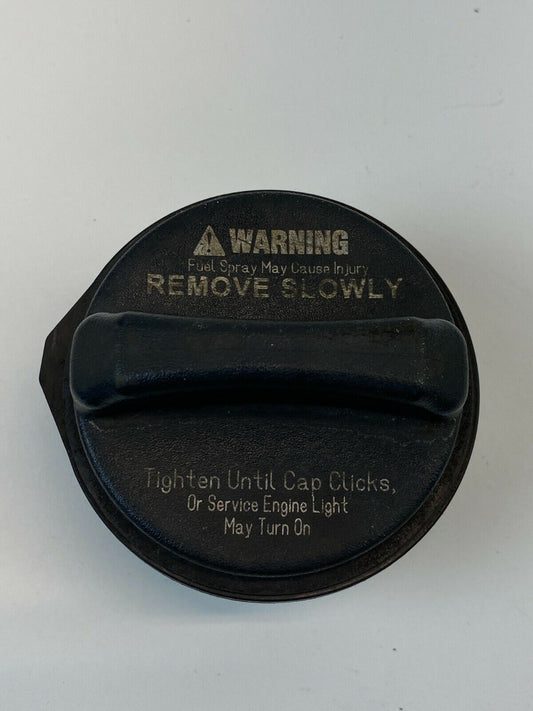 WARNING
Fuel Spray May Cause Injury
REMOVE SLOWLY
Tighten Until Cap Clicks,
Or Service Engine Light
May Turn On